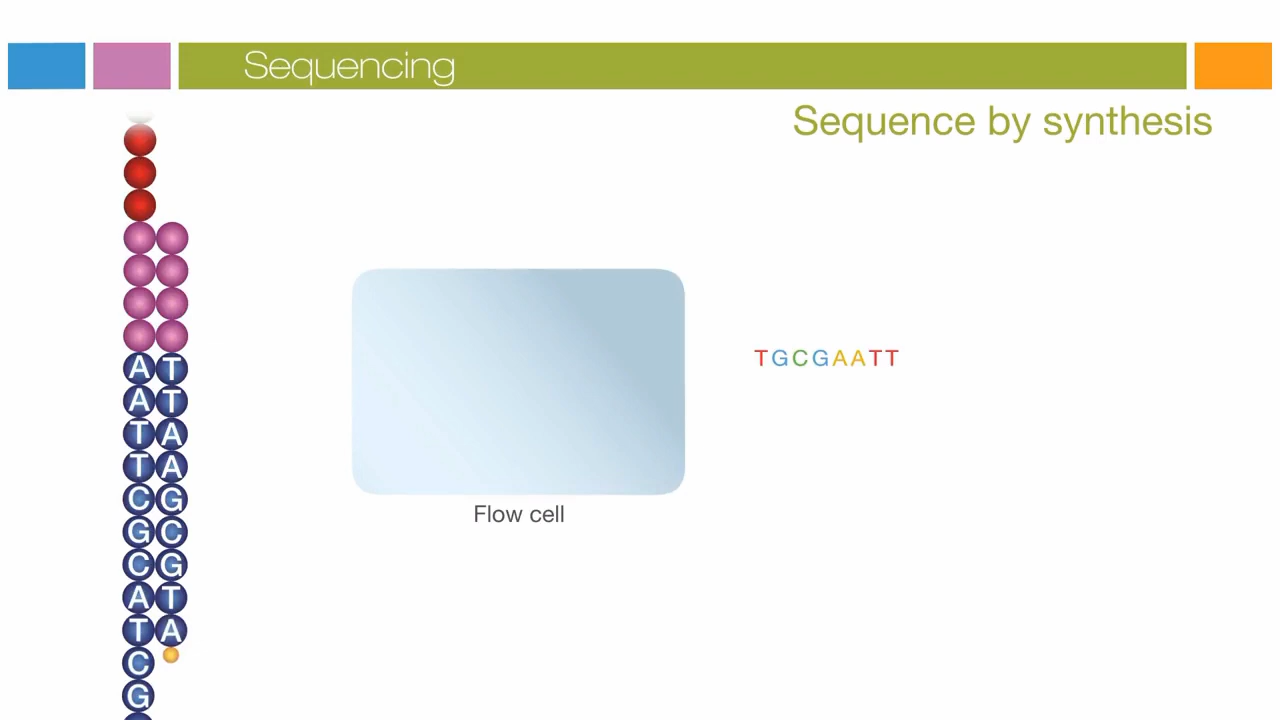 Sequencing
Sequence by synthesis
TGCGAATT
A T
A T
T A
T A
C G
G C
C G
A T
T A
C
G
Flow cell